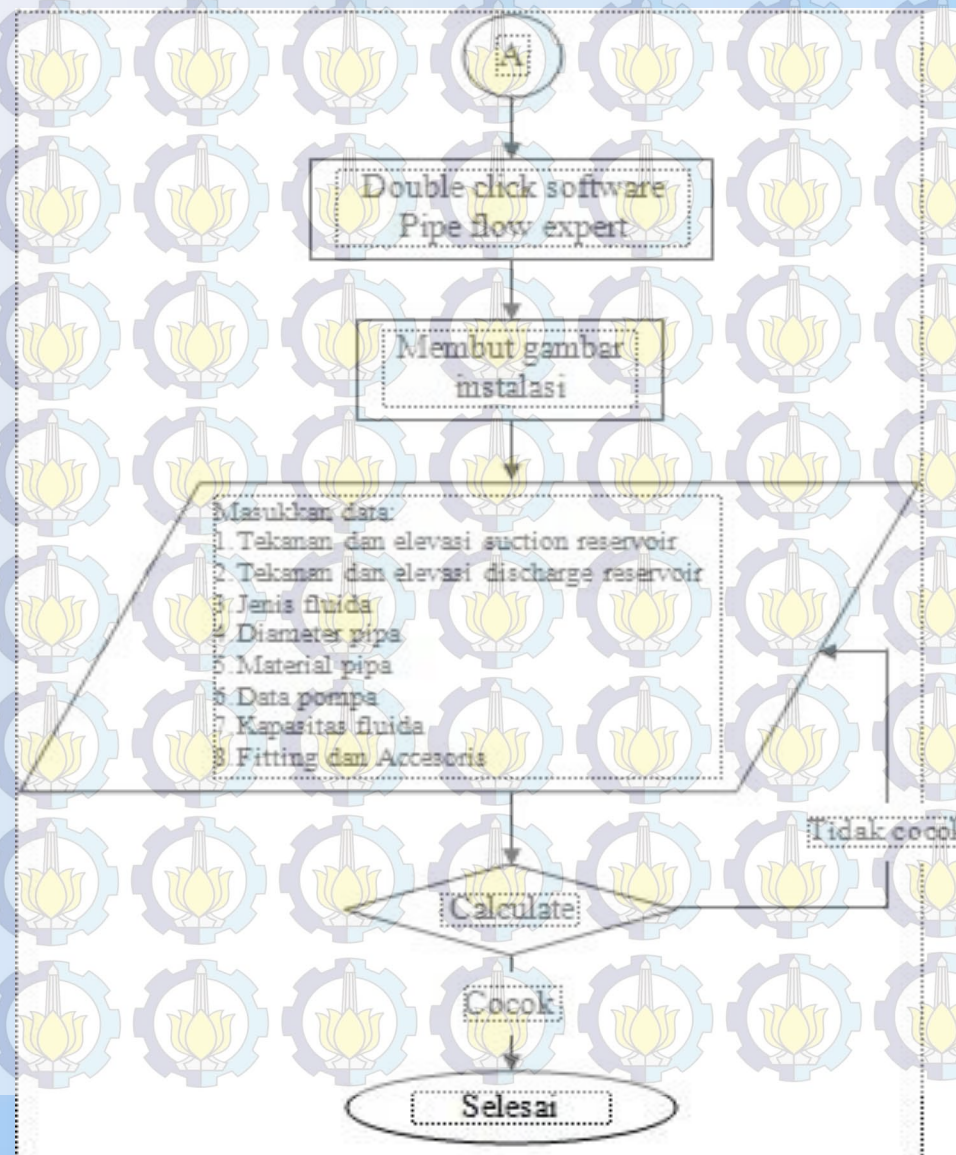 A
Double click software
Pipe flow expert
Membut gambar
instalasi
Masukkan data:
1.Tekanan dan elevasi suction reservoir
2.Tekanan dan elevasi discharge reservoir
3.Jenis fluida
4.Diameter pipa
5.Material pipa
6.Data pompa
7.Kapasitas fluida
8.Fitting dan Accesoris
Tidak cocok
Calculate
Cocok
Selesai